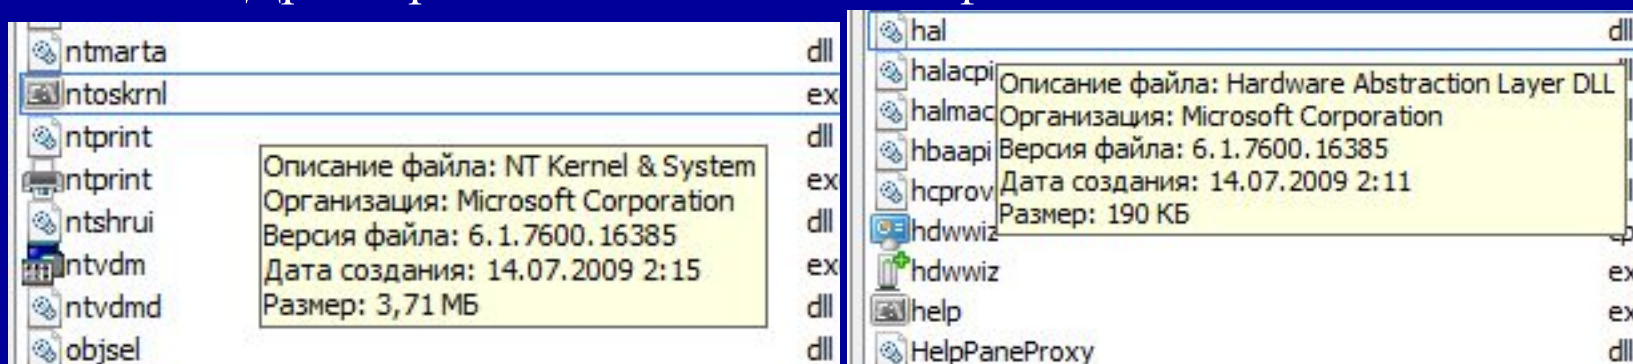 ntmarta dll
ntoskrnl ex
ntprint dll
ntprint ex
ntshrui dll
ntvdm ex
ntvdmd dll
objsel dll
Описание файла: NT Kernel & System
Организация: Microsoft Corporation
Версия файла: 6.1.7600.16385
Дата создания: 14.07.2009 2:15
Размер: 3,71 МБ
hal dll
halacpi
halmac
hbaapi
hcprov
hdwwiz
hdwwiz ex
help ex
HelpPaneProxy dll
Описание файла: Hardware Abstraction Layer DLL
Организация: Microsoft Corporation
Версия файла: 6.1.7600.16385
Дата создания: 14.07.2009 2:11
Размер: 190 КБ